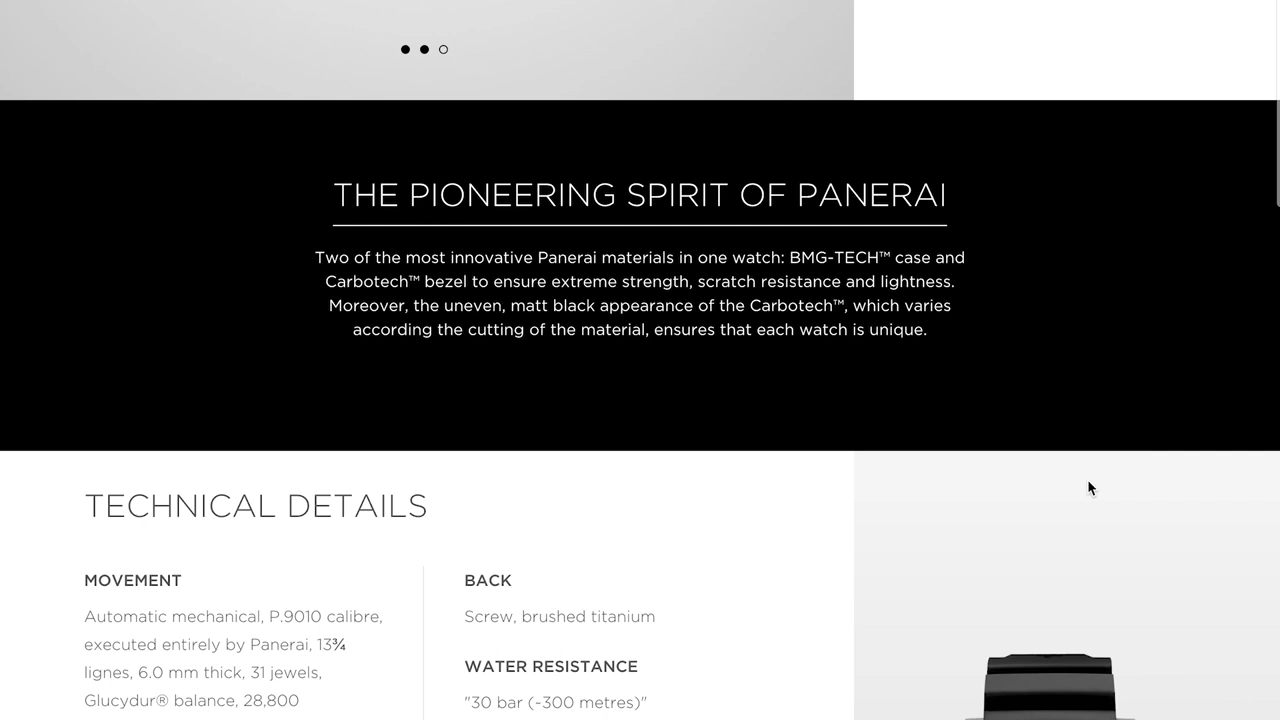 THE PIONEERING SPIRIT OF PANERAI
Two of the most innovative Panerai materials in one watch: BMG-TECH™ case and
Carbotech™ bezel to ensure extreme strength, scratch resistance and lightness.
Moreover, the uneven, matt black appearance of the Carbotech™, which varies
according the cutting of the material, ensures that each watch is unique.
TECHNICAL DETAILS
MOVEMENT
Automatic mechanical, P.9010 calibre,
executed entirely by Panerai, 13¾
lignes, 6.0 mm thick, 31 jewels,
Glucydur® balance, 28,800
BACK
Screw, brushed titanium
WATER RESISTANCE
"30 bar (~300 metres)"